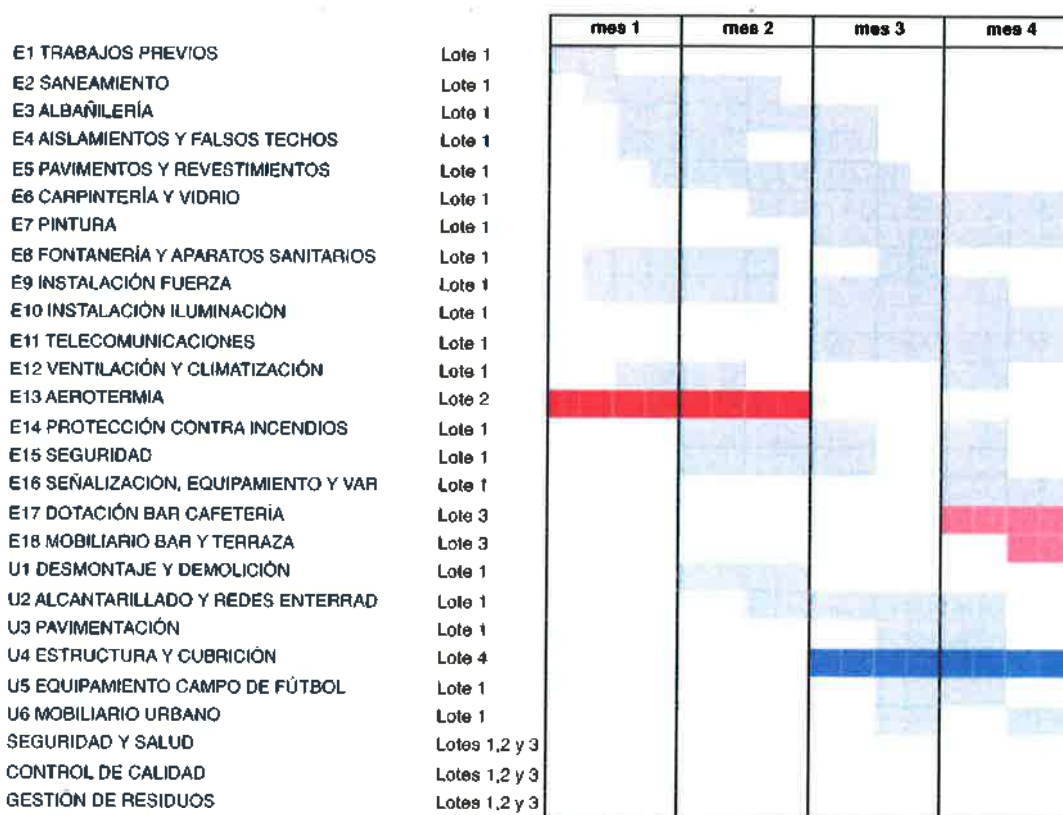 mes 1 mes 2 mes 3 mes 4
E1 TRABAJOS PREVIOS Lote 1
E2 SANEAMIENTO Lote 1
E3 ALBAÑILERÍA Lote 1
E4 AISLAMIENTOS Y FALSOS TECHOS Lote 1
E5 PAVIMENTOS Y REVESTIMIENTOS Lote 1
E6 CARPINTERÍA Y VIDRIO Lote 1
E7 PINTURA Lote 1
E8 FONTANERÍA Y APARATOS SANITARIOS Lote 1
E9 INSTALACIÓN FUERZA Lote 1
E10 INSTALACIÓN ILUMINACIÓN Lote 1
E11 TELECOMUNICACIONES Lote 1
E12 VENTILACIÓN Y CLIMATIZACIÓN Lote 1
E13 AEROTERMIA Lote 2
E14 PROTECCIÓN CONTRA INCENDIOS Lote 1
E15 SEGURIDAD Lote 1
E16 SEÑALIZACIÓN, EQUIPAMIENTO Y VAR Lote 1
E17 DOTACIÓN BAR CAFETERÍA Lote 3
E18 MOBILIARIO BAR Y TERRAZA Lote 3
U1 DESMONTAJE Y DEMOLICIÓN Lote 1
U2 ALCANTARILLADO Y REDES ENTERRAD Lote 1
U3 PAVIMENTACIÓN Lote 1
U4 ESTRUCTURA Y CUBRICIÓN Lote 4
U5 EQUIPAMIENTO CAMPO DE FÚTBOL Lote 1
U6 MOBILIARIO URBANO Lote 1
SEGURIDAD Y SALUD Lotes 1,2 y 3
CONTROL DE CALIDAD Lotes 1,2 y 3
GESTIÓN DE RESIDUOS Lotes 1,2 y 3